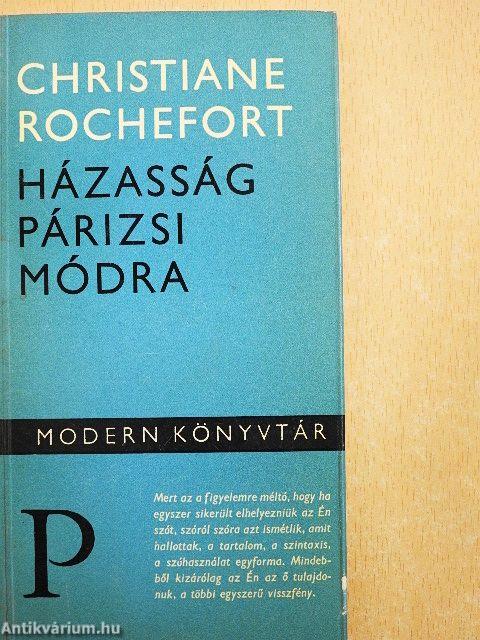 CHRISTIANE
ROCHEFORT
HÁZASSÁG
PÁRIZSI
MÓDRA
MODERN KÖNYVTÁR
P
Mert az a figyelemre méltó, hogy ha
egyszer sikerült elhelyezniük az Én
szót, szóról szóra azt ismétlik, amit
hallottak, a tartalom, a szintaxis,
a szóhasználat egyforma. Mindeb-
ből kizárólag az Én az ő tulajdo-
nuk, a többi egyszerű visszfény.
Antikvárium.hu